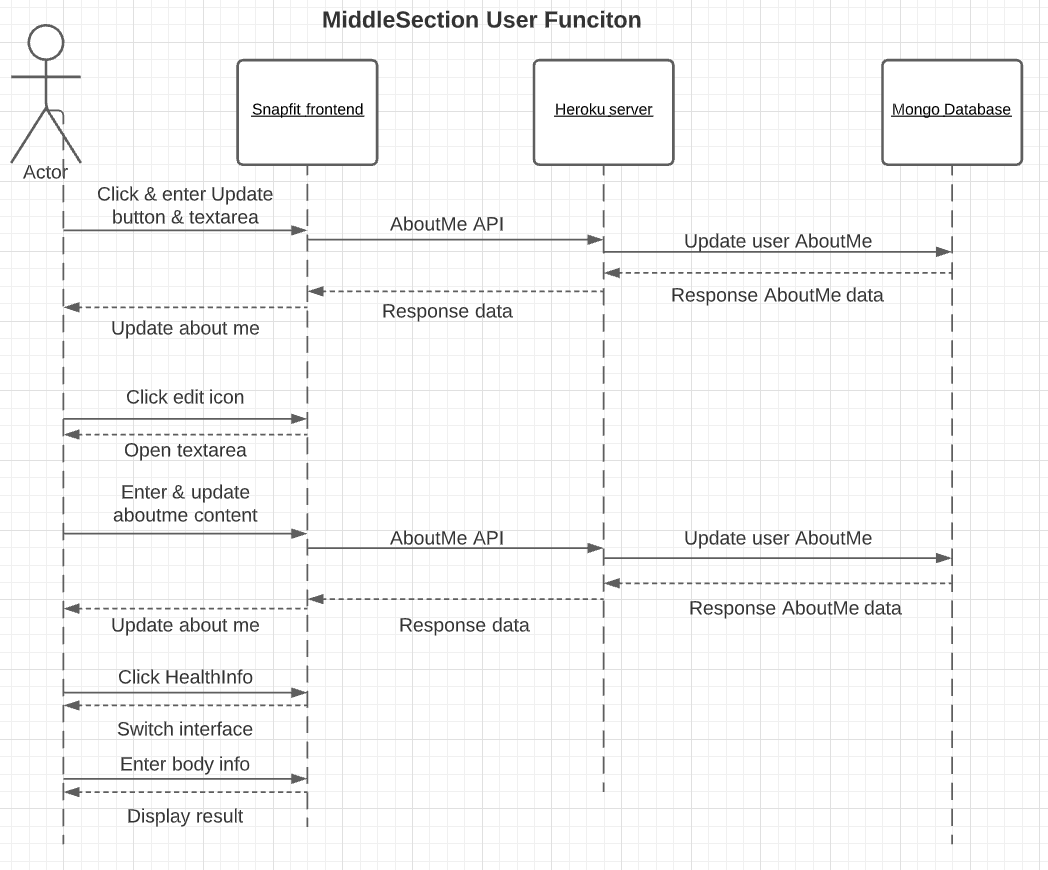 MiddleSection User Funciton
Actor
Snapfit frontend
Heroku server
Mongo Database
Click & enter Update
button & textarea
AboutMe API
Update user AboutMe
Response AboutMe data
Response data
Update about me
Click edit icon
Open textarea
Enter & update
aboutme content
AboutMe API
Update user AboutMe
Response AboutMe data
Response data
Update about me
Click HealthInfo
Switch interface
Enter body info
Display result